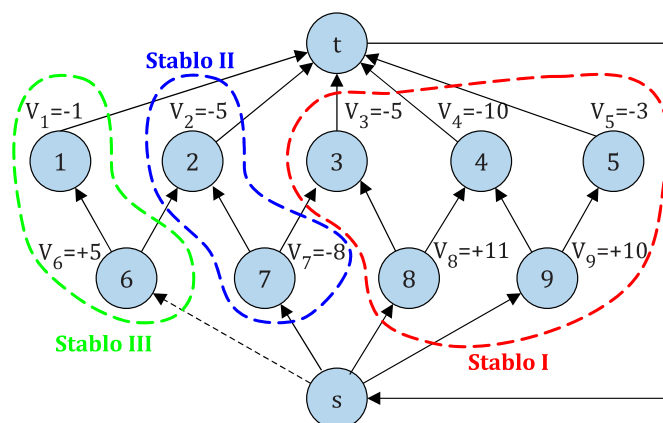 t
Stablo II
V1=-1
V2=-5
V3=-5
V4=-10
V5=-3
1
2
3
4
5
V6=+5
V7=-8
V8=+11
V9=+10
6
7
8
9
Stablo III
Stablo I
s